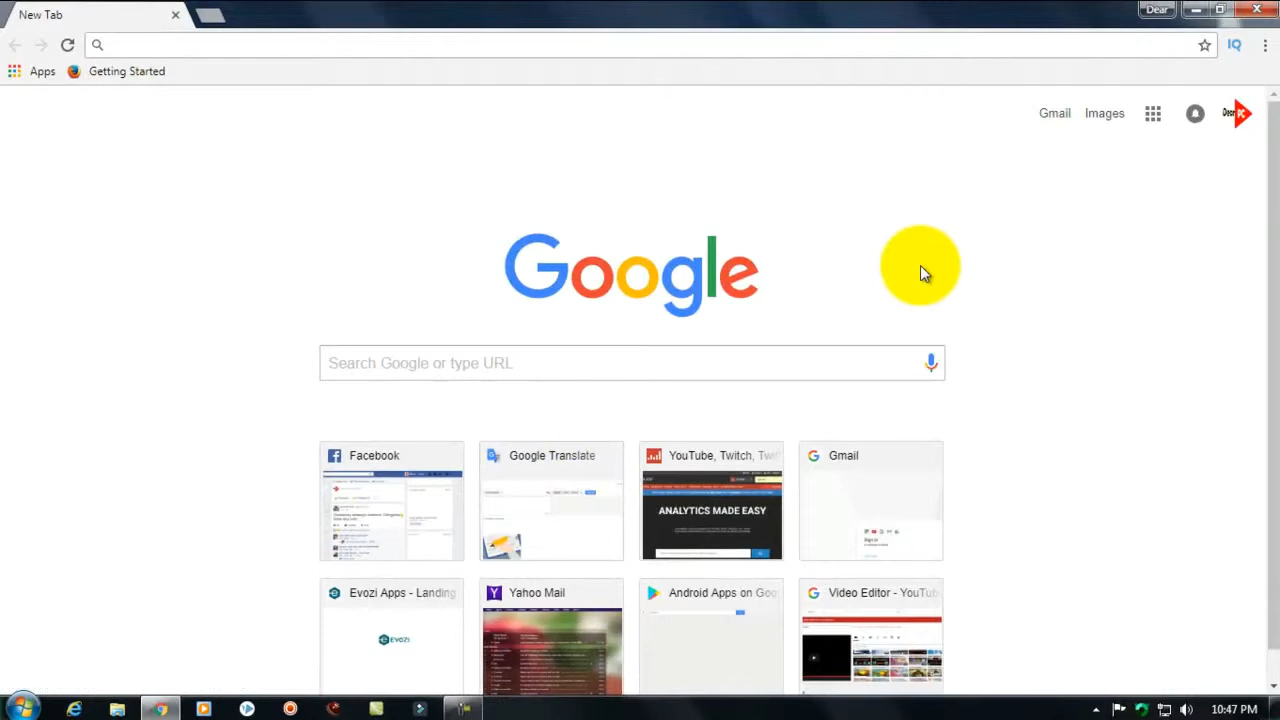 New Tab
Dear
Apps
Getting Started
Gmail
Images
Google
Search Google or type URL
Facebook
Google Translate
YouTube, Twitch, Twi
Gmail
ANALYTICS MADE EASY
Evozi Apps - Landing
Yahoo Mail
Android Apps on Goo
Video Editor - YouTub
EVOZI
10:47 PM